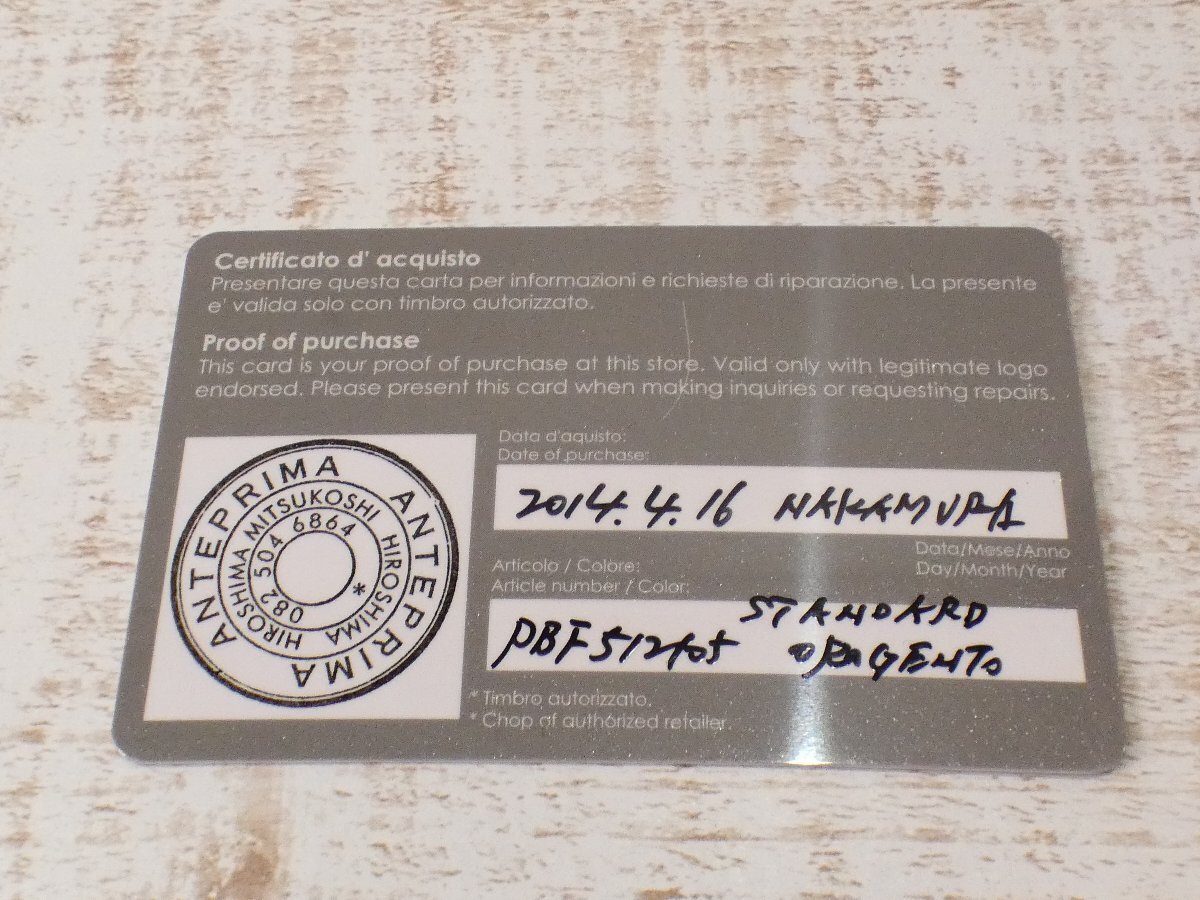 Certificato d' acquisto
Presentare questa carta per informazioni e richieste di riparazione. La presente
e' valida solo con timbro autorizzato.
Proof of purchase
This card is your proof of purchase at this store. Valid only with legitimate logo
endorsed. Please present this card when making inquiries or requesting repairs.
Data d'aquisto:
Date of purchase:
2014.4.16 NAKAMURA
Data/Mese/Anno
Day/Month/Year
Articolo / Colore:
Article number / Color:
STANDARD
ANTEPRIMA ANTEPRIMA
HIROSHIMA MITSUKOSHI HIROSHIMA
082 504 6864 *
* Timbro autorizzato.
* Chop of authorized retailer.